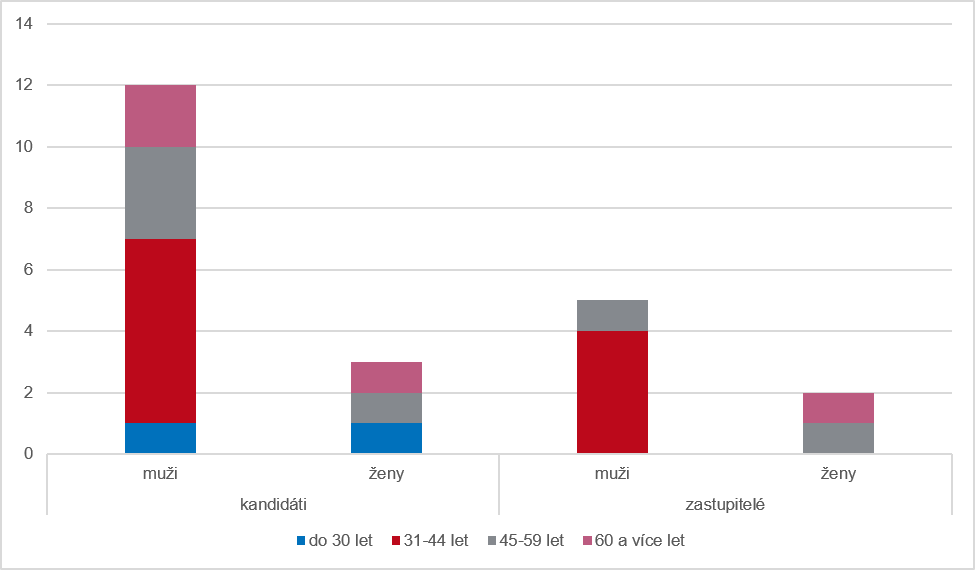 14
12
10
8
6
4
2
0
muži ženy muži ženy
kandidáti zastupitelé
do 30 let 31-44 let 45-59 let 60 a více let